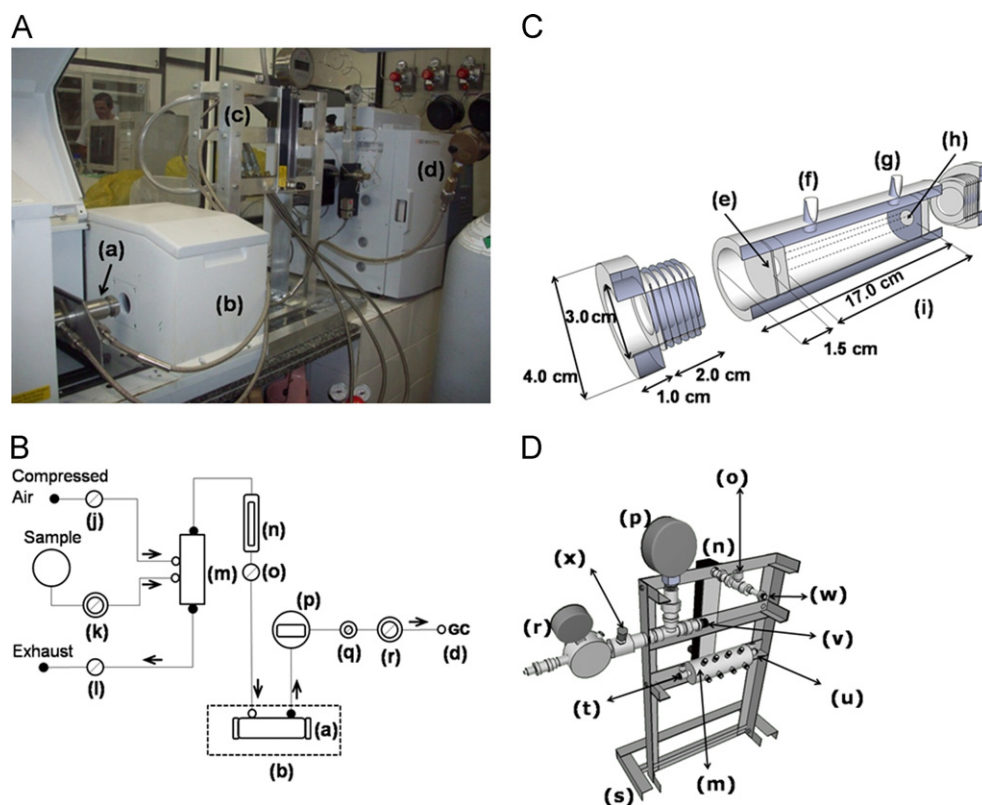 A
(a)
(b)
(c)
(d)
B
Compressed
Air
(j)
Sample
(k)
Exhaust
(l)
(m)
(n)
(o)
(p)
(q)
(r)
GC
(d)
(a)
(b)
C
(e)
(f)
(g)
(h)
(i)
3.0 cm
4.0 cm
1.0 cm
2.0 cm
17.0 cm
1.5 cm
D
(o)
(p)
(n)
(x)
(r)
(w)
(v)
(t)
(u)
(m)
(s)